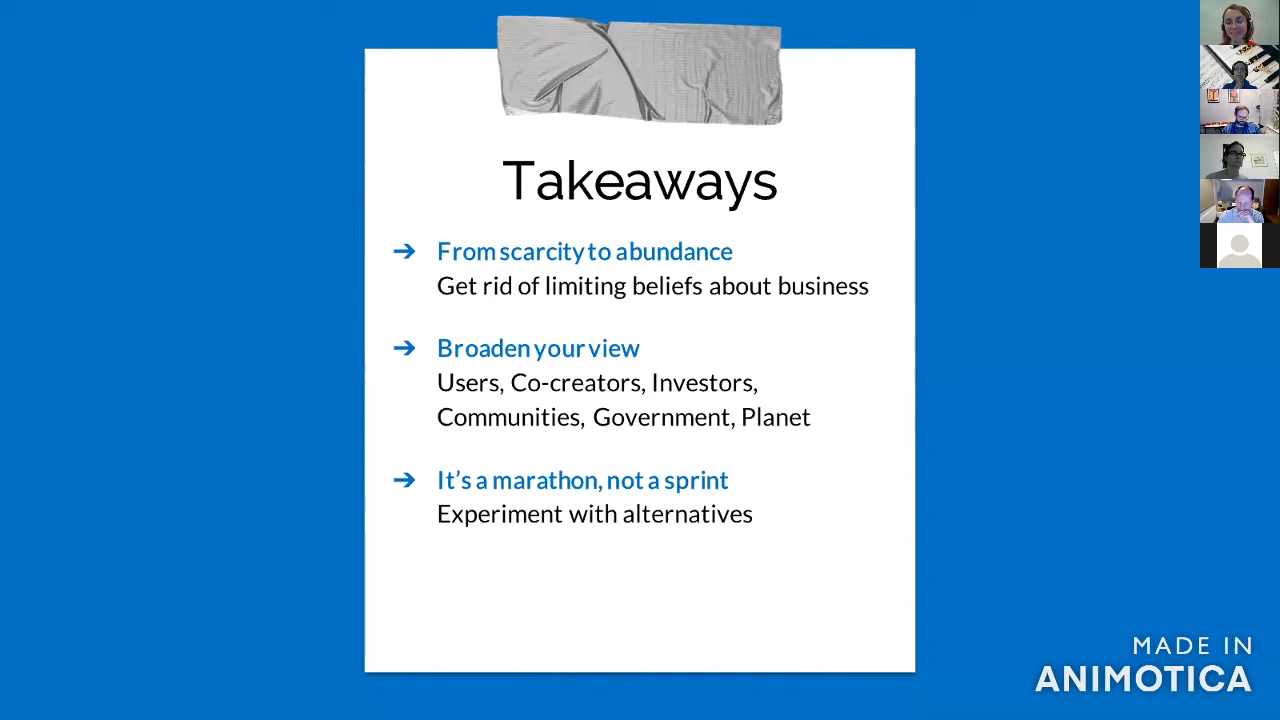 Takeaways
➔ From scarcity to abundance
Get rid of limiting beliefs about business
➔ Broaden your view
Users, Co-creators, Investors,
Communities, Government, Planet
➔ It's a marathon, not a sprint
Experiment with alternatives
MADE IN
ANIMOTICA